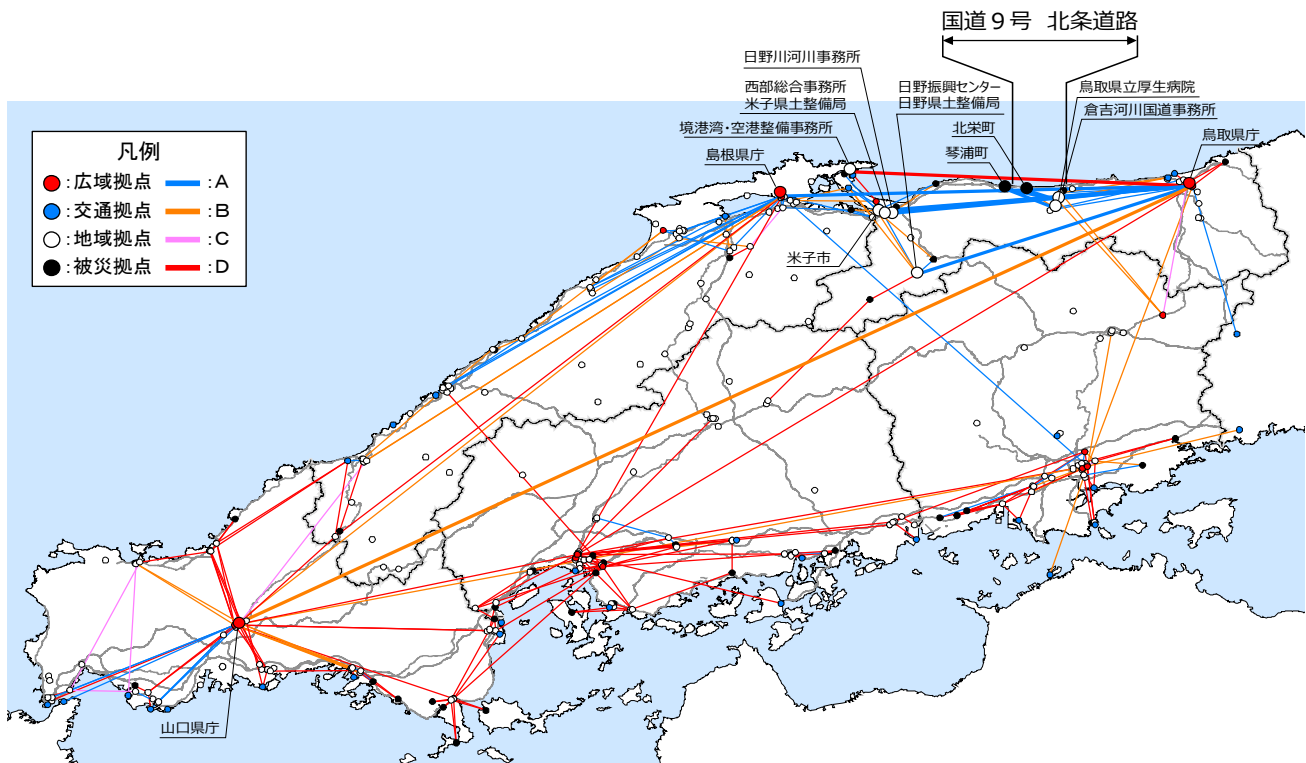 国道９号 北条道路
日野川河川事務所
西部総合事務所
米子県土整備局
境港湾・空港整備事務所
島根県庁
日野振興センター
日野県土整備局
北栄町
琴浦町
鳥取県立厚生病院
倉吉河川国道事務所
鳥取県庁
米子市
凡例
:広域拠点 :A
:交通拠点 :B
:地域拠点 :C
:被災拠点 :D
山口県庁